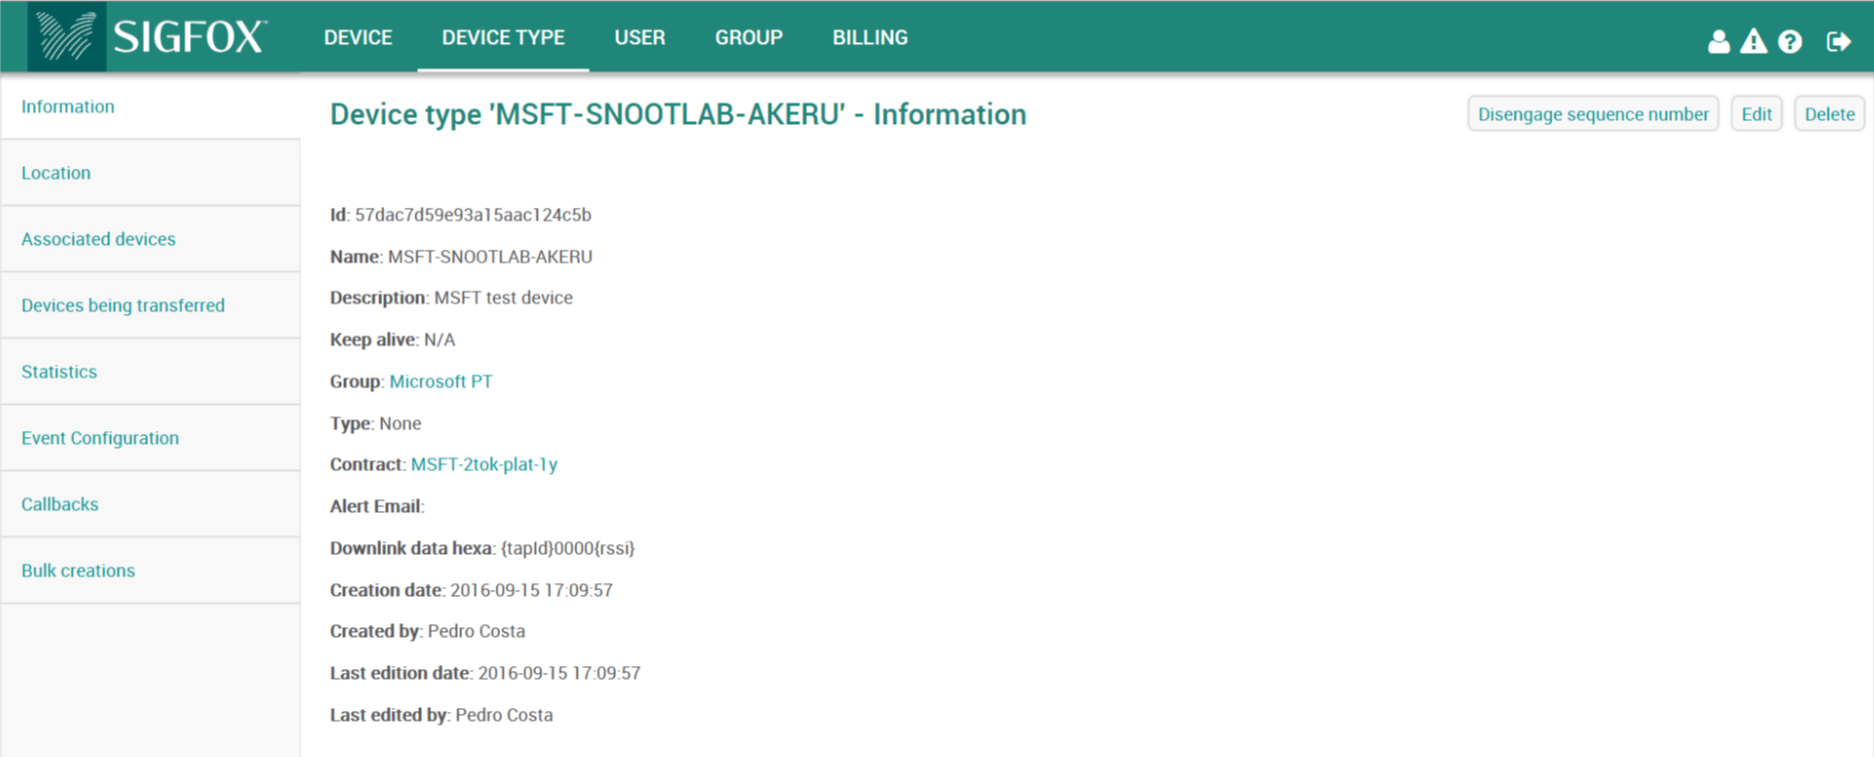 SIGFOX™
DEVICE
DEVICE TYPE
USER
GROUP
BILLING
Information
Location
Associated devices
Devices being transferred
Statistics
Event Configuration
Callbacks
Bulk creations
Device type 'MSFT-SNOOTLAB-AKERU' - Information
Disengage sequence number
Edit
Delete
Id: 57dac7d59e93a15aac124c5b
Name: MSFT-SNOOTLAB-AKERU
Description: MSFT test device
Keep alive: N/A
Group: Microsoft PT
Type: None
Contract: MSFT-2tok-plat-1y
Alert Email:
Downlink data hexa: {tapId}0000{rssi}
Creation date: 2016-09-15 17:09:57
Created by: Pedro Costa
Last edition date: 2016-09-15 17:09:57
Last edited by: Pedro Costa